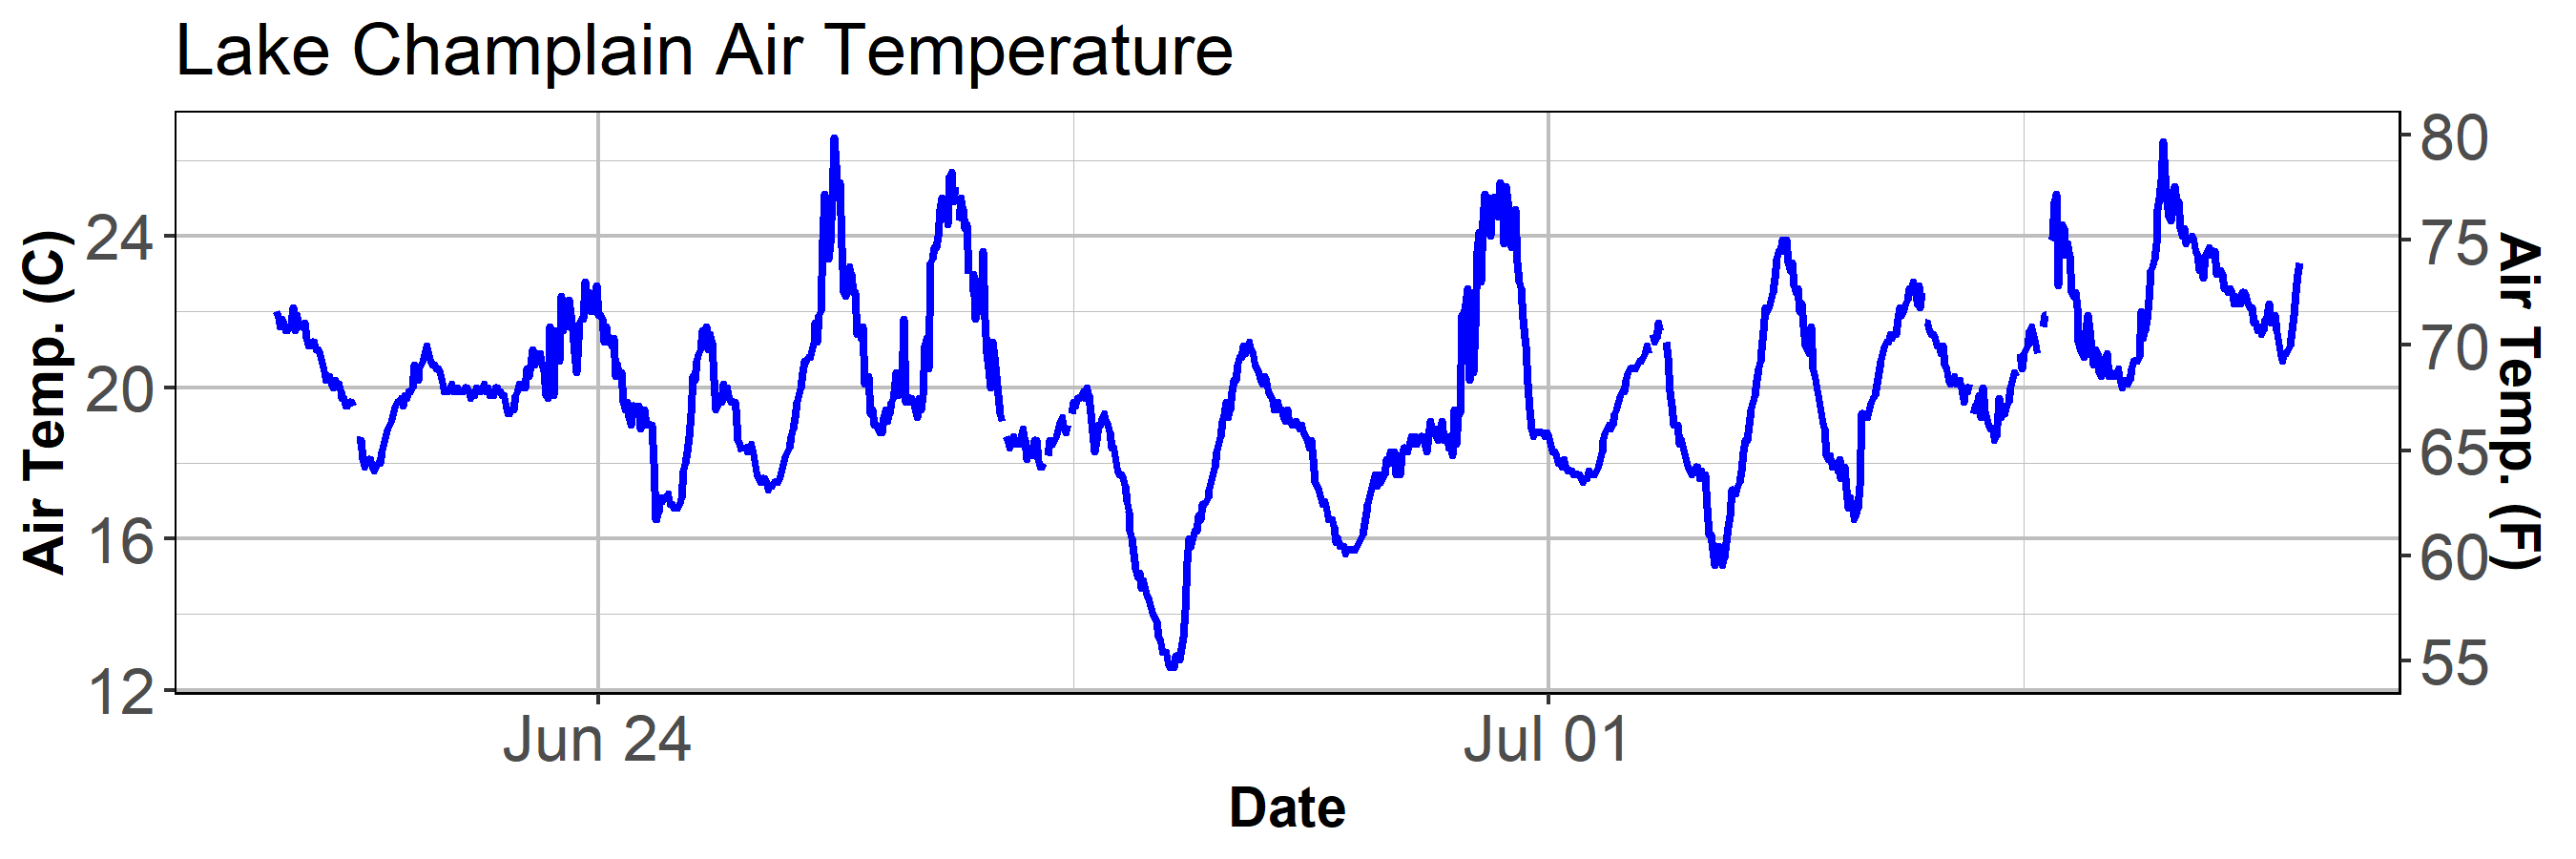 Lake Champlain Air Temperature
Air Temp. (C)
24
20
16
12
80
75
70
65
60
55
Air Temp. (F)
Jun 24
Jul 01
Date